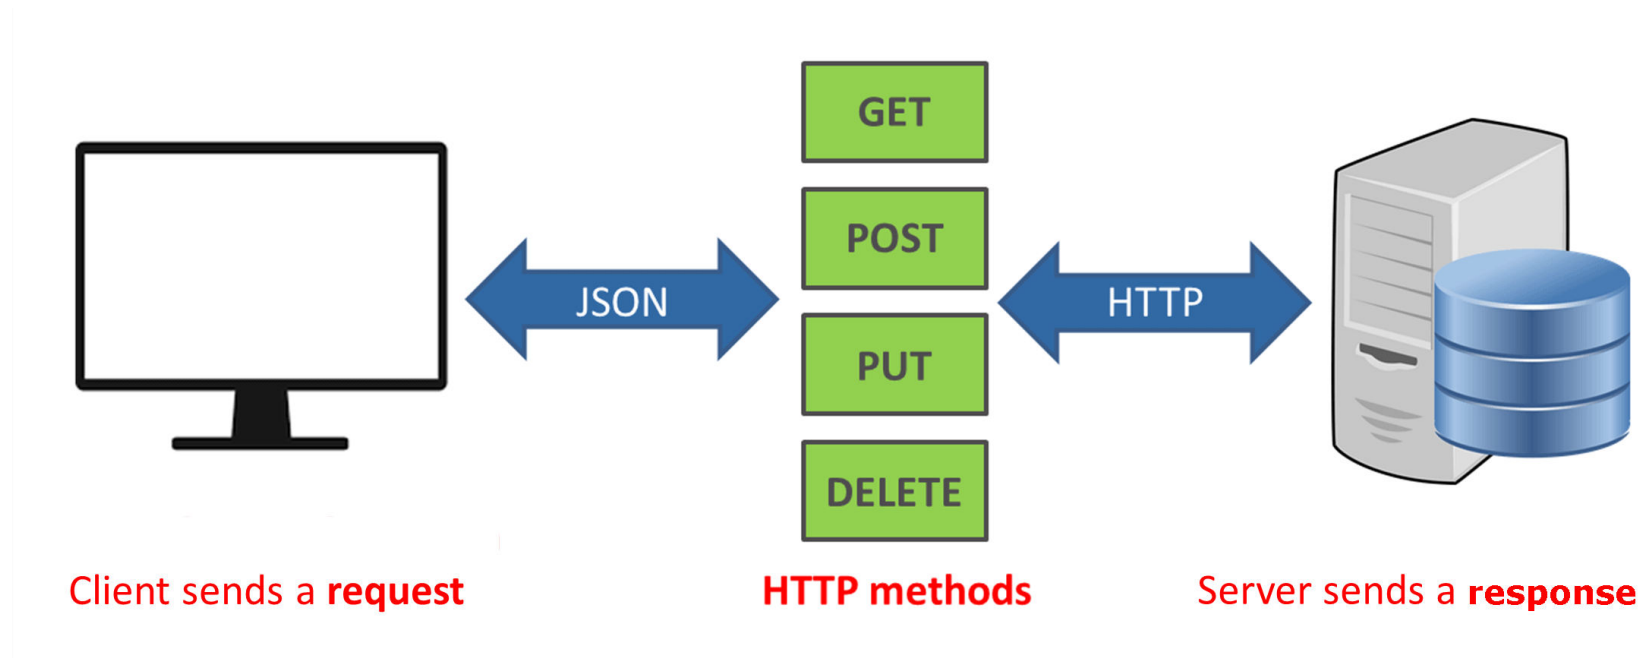 GET
POST
JSON
HTTP
PUT
DELETE
Client sends a request
HTTP methods
Server sends a response